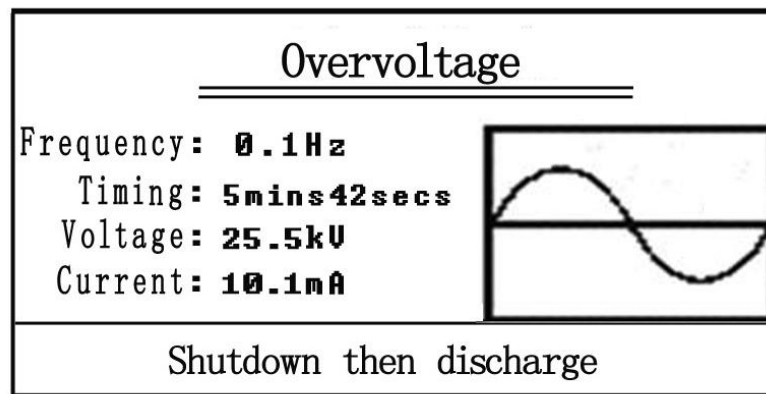 Overvoltage
Frequency: 0.1Hz
Timing: 5mins42secs
Voltage: 25.5kV
Current: 10.1mA
Shutdown then discharge